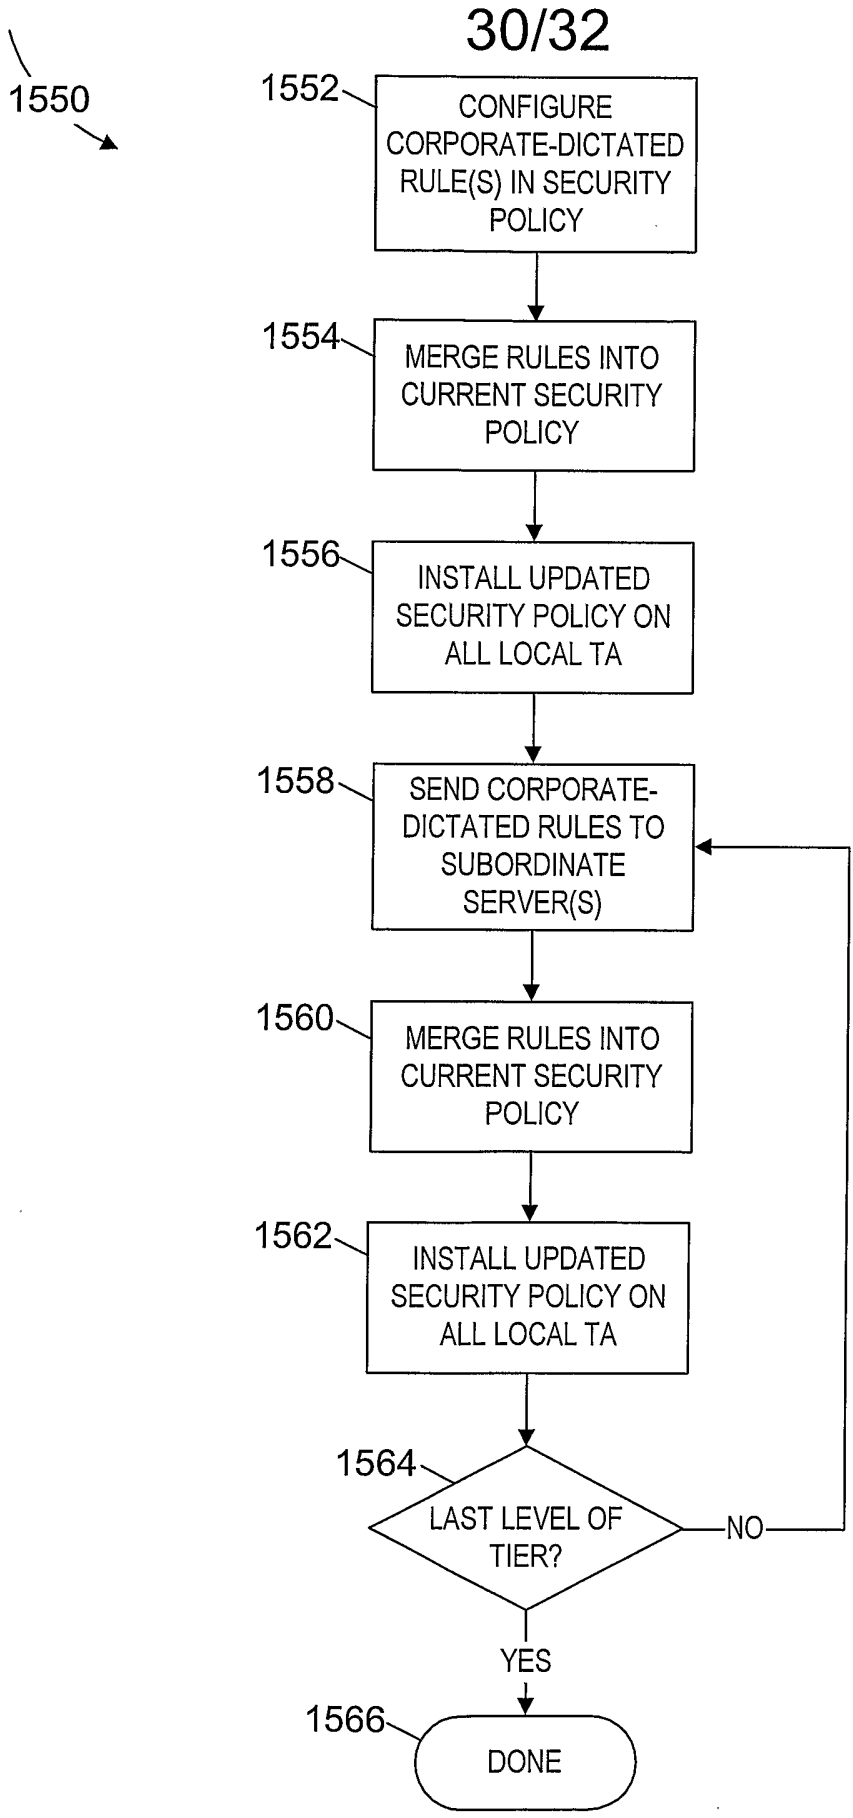 30/32
1550
1552
CONFIGURE
CORPORATE-DICTATED
RULE(S) IN SECURITY
POLICY
1554
MERGE RULES INTO
CURRENT SECURITY
POLICY
1556
INSTALL UPDATED
SECURITY POLICY ON
ALL LOCAL TA
1558
SEND CORPORATE-
DICTATED RULES TO
SUBORDINATE
SERVER(S)
1560
MERGE RULES INTO
CURRENT SECURITY
POLICY
1562
INSTALL UPDATED
SECURITY POLICY ON
ALL LOCAL TA
1564
LAST LEVEL OF
TIER?
NO
YES
1566
DONE